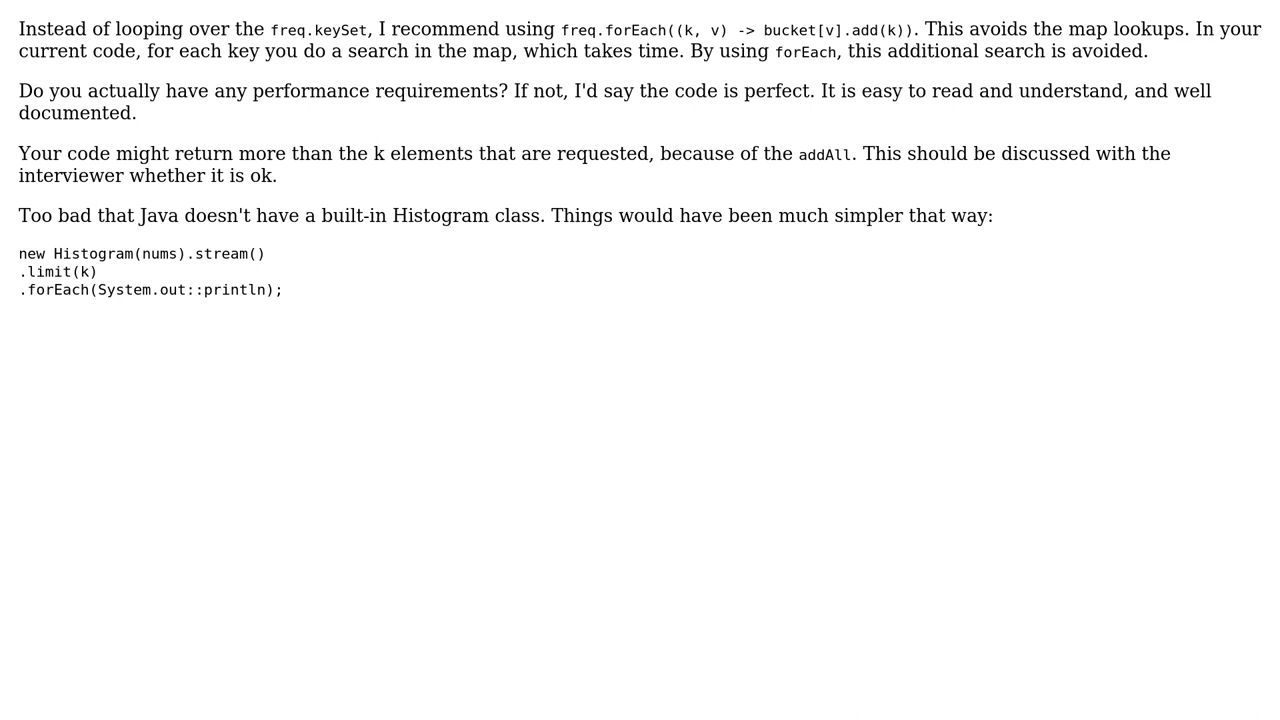 Instead of looping over the freq.keySet, I recommend using freq.forEach((k, v) -> bucket[v].add(k)). This avoids the map lookups. In your
current code, for each key you do a search in the map, which takes time. By using forEach, this additional search is avoided.
Do you actually have any performance requirements? If not, I'd say the code is perfect. It is easy to read and understand, and well
documented.
Your code might return more than the k elements that are requested, because of the addAll. This should be discussed with the
interviewer whether it is ok.
Too bad that Java doesn't have a built-in Histogram class. Things would have been much simpler that way:
new Histogram(nums).stream()
.limit(k)
.forEach(System.out::println);